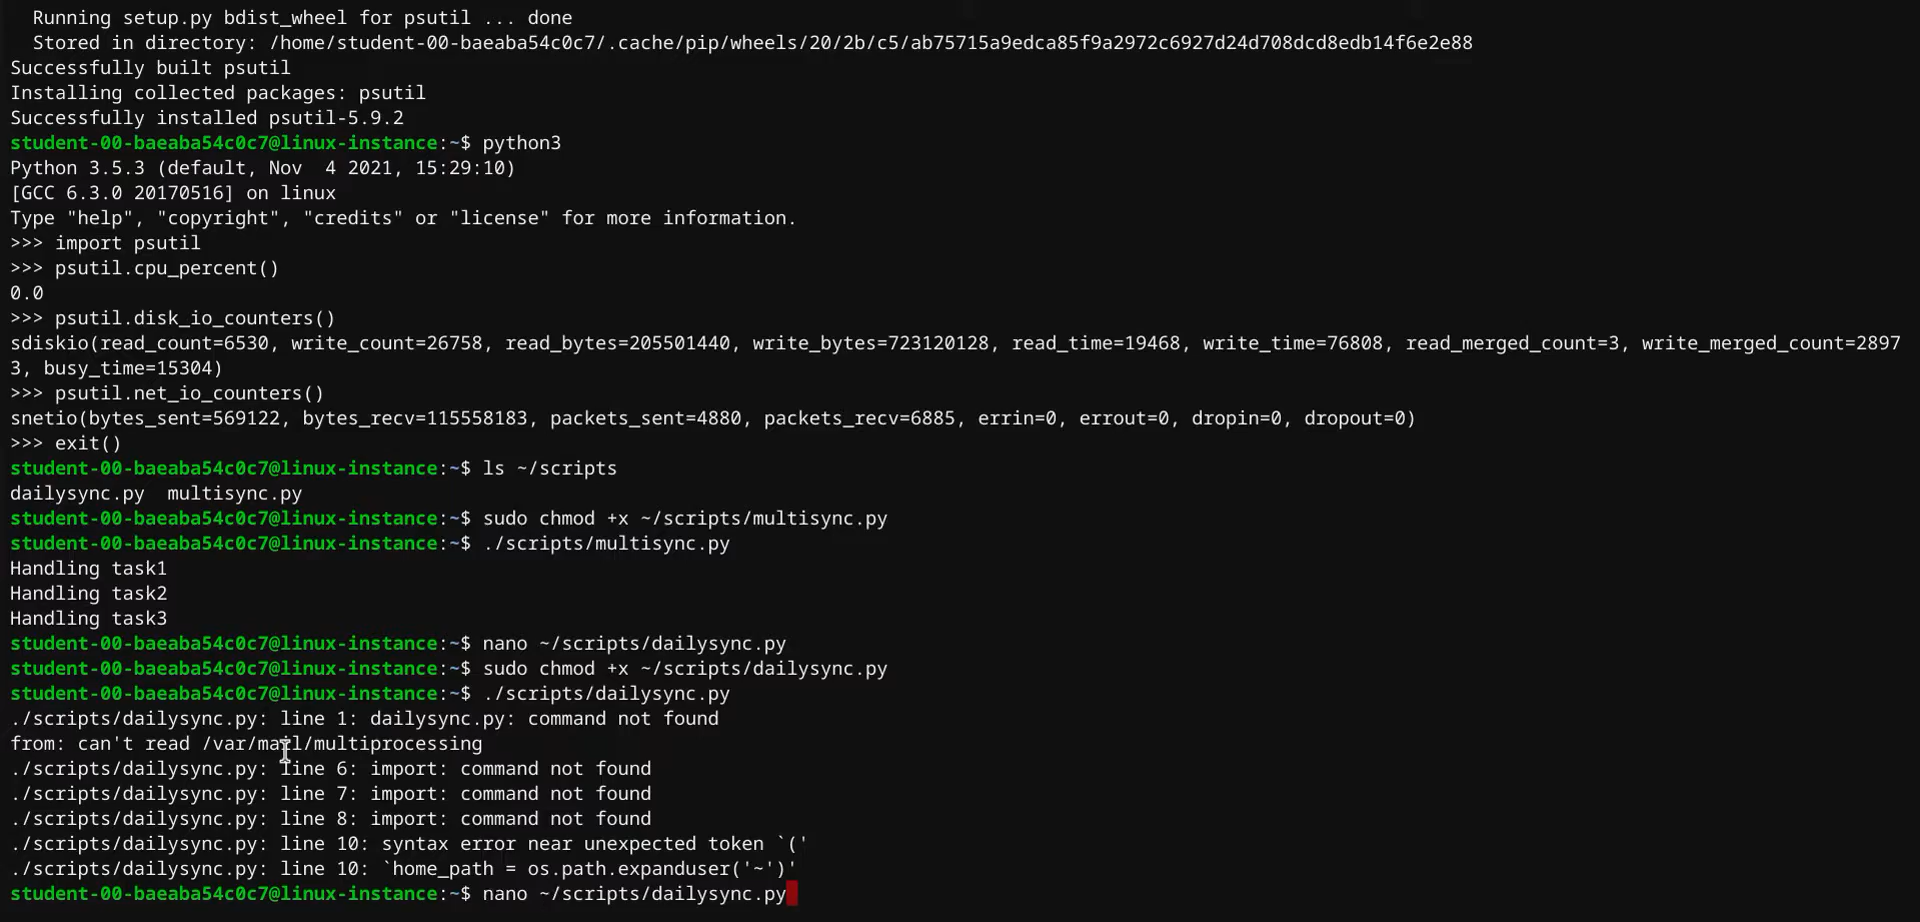 Running setup.py bdist_wheel for psutil ... done
Stored in directory: /home/student-00-baeaba54c0c7/.cache/pip/wheels/20/2b/c5/ab75715a9edca85f9a2972c6927d24d708dcd8edb14f6e2e88
Successfully built psutil
Installing collected packages: psutil
Successfully installed psutil-5.9.2
student-00-baeaba54c0c7@linux-instance:~$ python3
Python 3.5.3 (default, Nov  4 2021, 15:29:10)
[GCC 6.3.0 20170516] on linux
Type "help", "copyright", "credits" or "license" for more information.
>>> import psutil
>>> psutil.cpu_percent()
0.0
>>> psutil.disk_io_counters()
sdiskio(read_count=6530, write_count=26758, read_bytes=205501440, write_bytes=723120128, read_time=19468, write_time=76808, read_merged_count=3, write_merged_count=2897
3, busy_time=15304)
>>> psutil.net_io_counters()
snetio(bytes_sent=569122, bytes_recv=115558183, packets_sent=4880, packets_recv=6885, errin=0, errout=0, dropin=0, dropout=0)
>>> exit()
student-00-baeaba54c0c7@linux-instance:~$ ls ~/scripts
dailysync.py  multisync.py
student-00-baeaba54c0c7@linux-instance:~$ sudo chmod +x ~/scripts/multisync.py
student-00-baeaba54c0c7@linux-instance:~$ ./scripts/multisync.py
Handling task1
Handling task2
Handling task3
student-00-baeaba54c0c7@linux-instance:~$ nano ~/scripts/dailysync.py
student-00-baeaba54c0c7@linux-instance:~$ sudo chmod +x ~/scripts/dailysync.py
student-00-baeaba54c0c7@linux-instance:~$ ./scripts/dailysync.py
./scripts/dailysync.py: line 1: dailysync.py: command not found
from: can't read /var/mail/multiprocessing
./scripts/dailysync.py: line 6: import: command not found
./scripts/dailysync.py: line 7: import: command not found
./scripts/dailysync.py: line 8: import: command not found
./scripts/dailysync.py: line 10: syntax error near unexpected token `('
./scripts/dailysync.py: line 10: `home_path = os.path.expanduser('~')'
student-00-baeaba54c0c7@linux-instance:~$ nano ~/scripts/dailysync.py